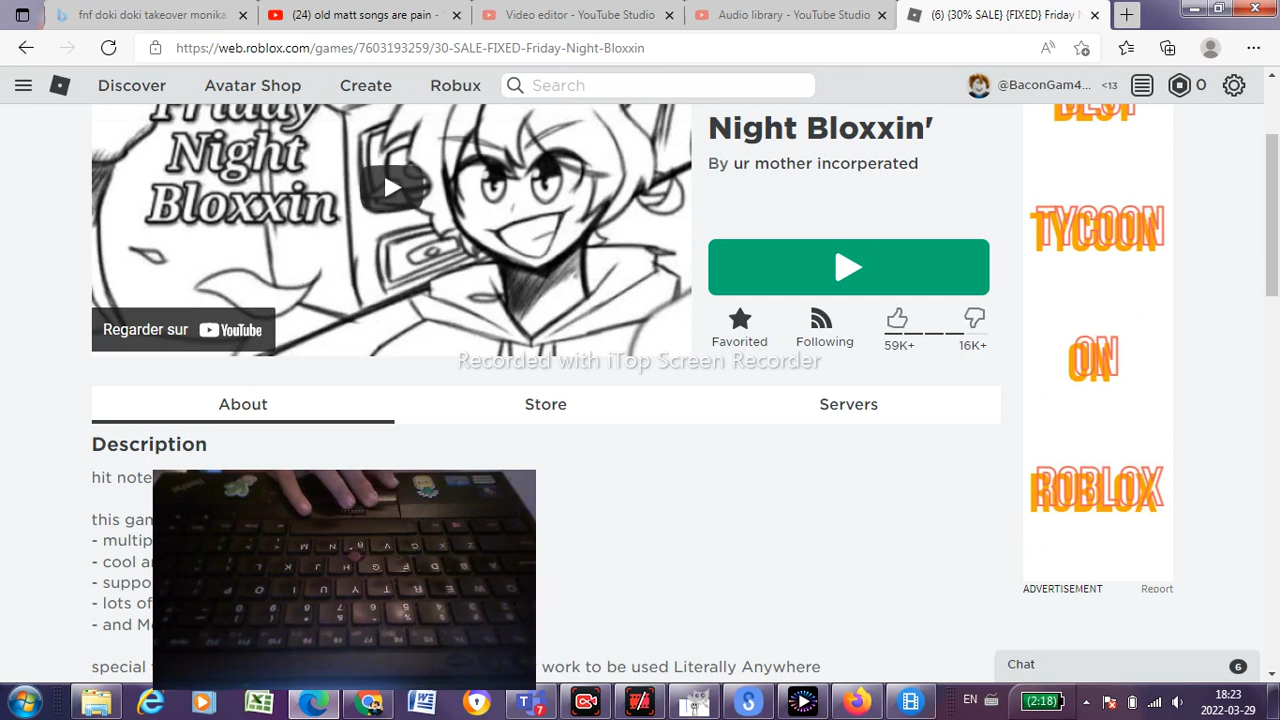 fnf doki doki takeover monika
(24) old matt songs are pain -
Video editor - YouTube Studio
Audio library - YouTube Studio
(6) {30% SALE} {FIXED} Friday
https://web.roblox.com/games/7603193259/30-SALE-FIXED-Friday-Night-Bloxxin
Discover Avatar Shop Create Robux Search @BaconGam4... <13 0
Friday
Night
Bloxxin
Night Bloxxin'
By ur mother incorperated
Regarder sur YouTube
Favorited Following 59K+ 16K+
Recorded with iTop Screen Recorder
About Store Servers
Description
hit note
this gan
- multip
- cool a
- suppo
- lots of
- and M
special work to be used Literally Anywhere
BEST
TYCOON
ON
ROBLOX
ADVERTISEMENT Report
Chat 6
EN (2:18) 18:23
2022-03-29